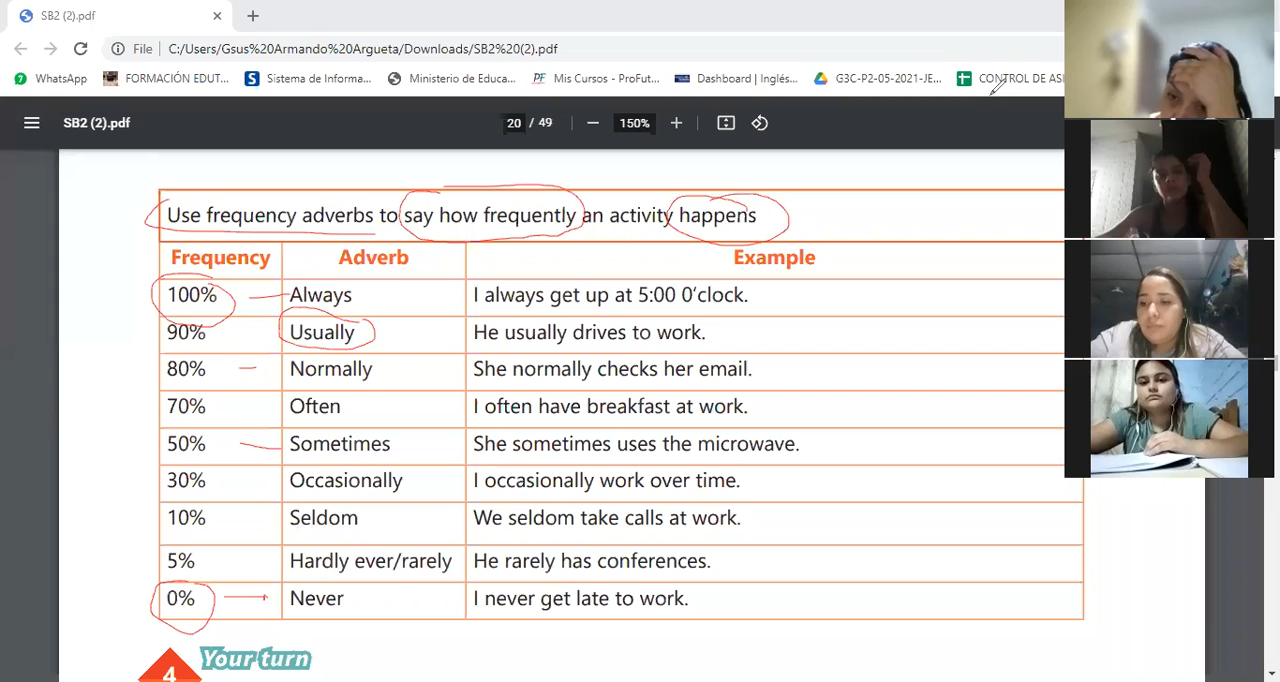 SB2 (2).pdf
File C:/Users/Gsus%20Armando%20Argueta/Downloads/SB2%20(2).pdf
WhatsApp FORMACIÓN EDUT... Sistema de Informa... Ministerio de Educa... Mis Cursos - ProFut... Dashboard | Inglés,... G3C-P2-05-2021-JE... CONTROL DE ASI
SB2 (2).pdf 20 / 49 150%
Use frequency adverbs to say how frequently an activity happens
Frequency Adverb Example
100% Always I always get up at 5:00 0'clock.
90% Usually He usually drives to work.
80% Normally She normally checks her email.
70% Often I often have breakfast at work.
50% Sometimes She sometimes uses the microwave.
30% Occasionally I occasionally work over time.
10% Seldom We seldom take calls at work.
5% Hardly ever/rarely He rarely has conferences.
0% Never I never get late to work.
4 Your turn